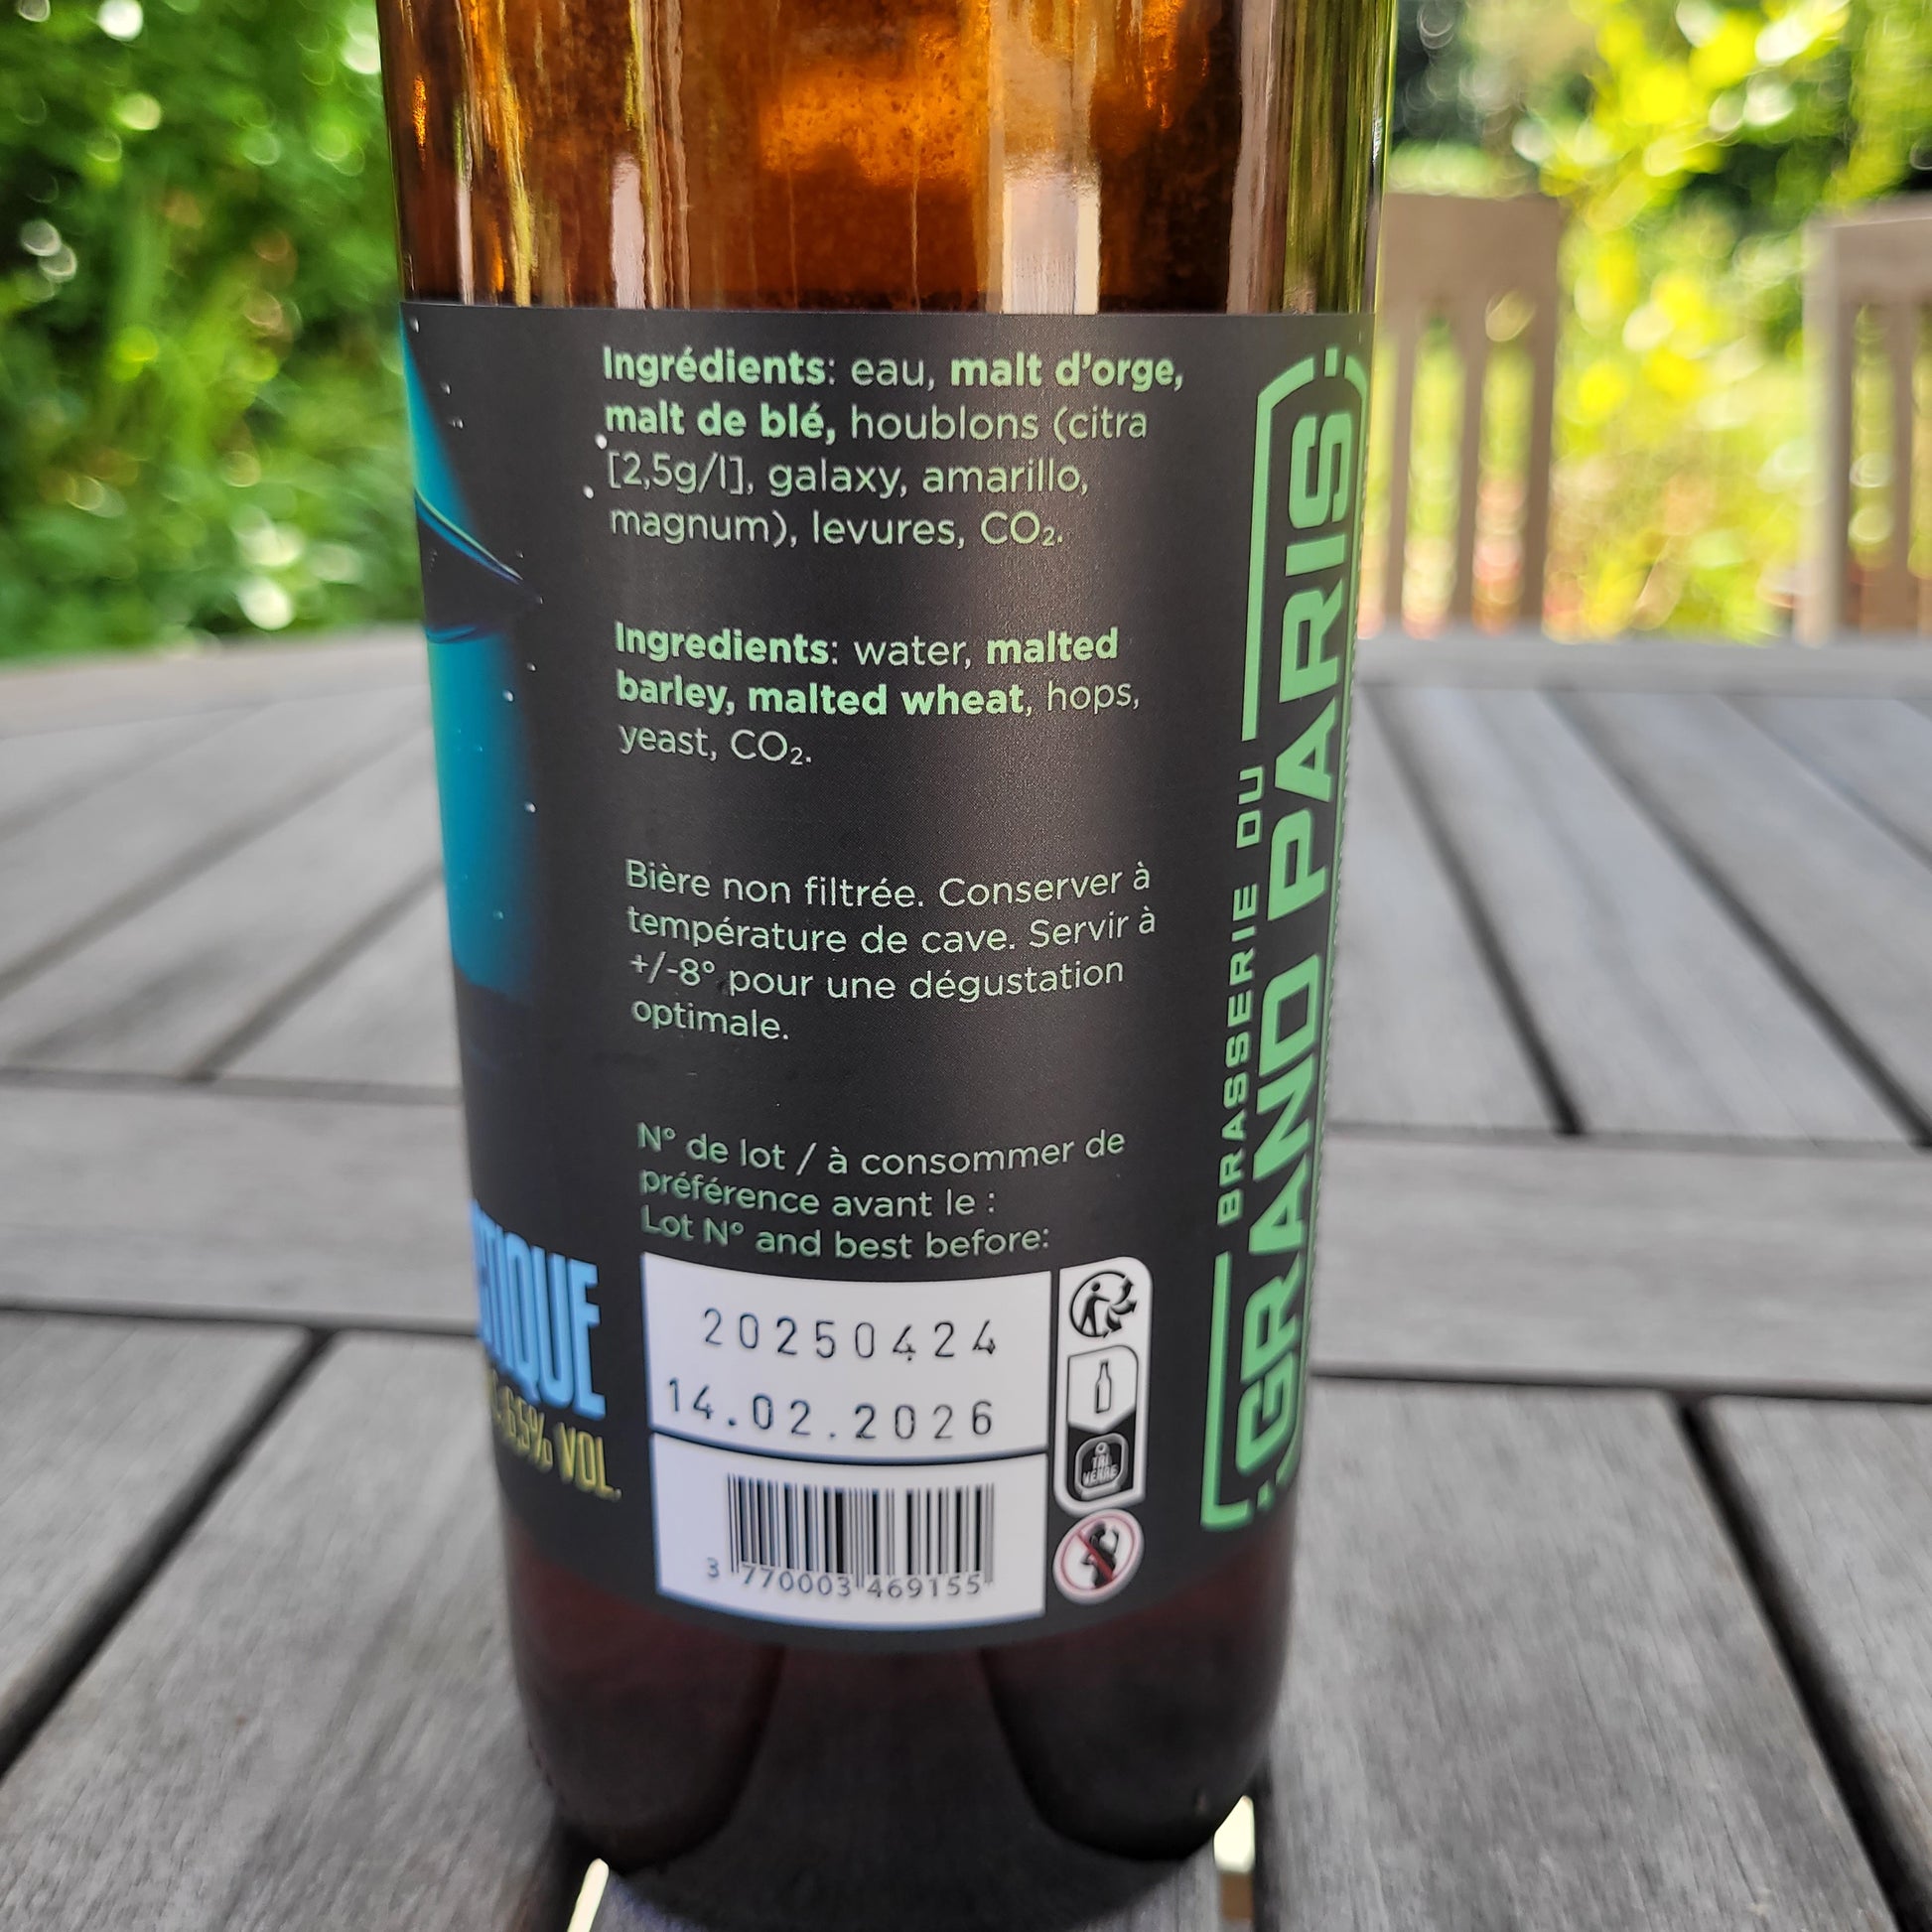 Ingrédients: eau, malt d'orge,
malt de blé, houblons (citra
[2,5g/l], galaxy, amarillo,
magnum), levures, CO₂.
Ingredients: water, malted
barley, malted wheat, hops,
yeast, CO₂.
Bière non filtrée. Conserver à
température de cave. Servir à
+/-8° pour une dégustation
optimale.
N° de lot / à consommer de
préférence avant le :
Lot N° and best before:
20250424
14.02.2026
3 770003 469155
TRI
VERRE
BRASSERIE DU
GRAND PARIS
VOL.